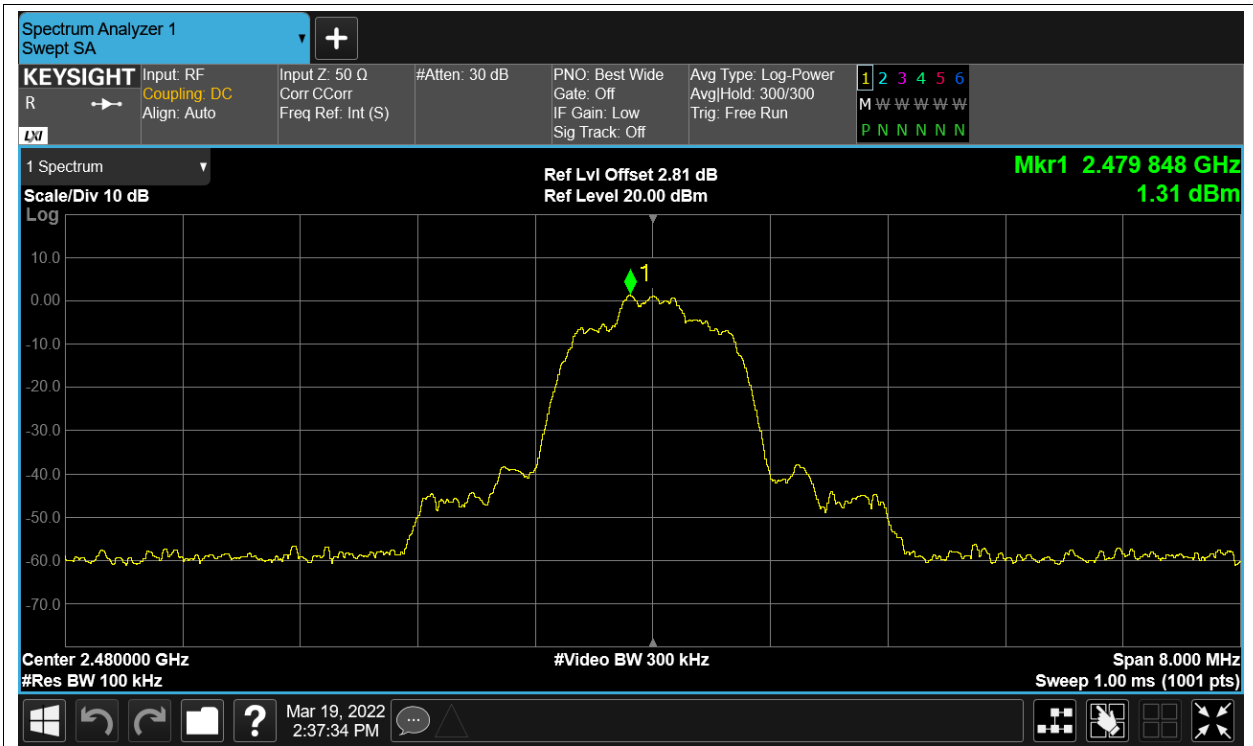 Spectrum Analyzer 1
Swept SA
+
KEYSIGHT
R
LXI
Input: RF
Coupling: DC
Align: Auto
Input Z: 50 Ω
Corr CCorr
Freq Ref: Int (S)
#Atten: 30 dB
PNO: Best Wide
Gate: Off
IF Gain: Low
Sig Track: Off
Avg Type: Log-Power
Avg|Hold: 300/300
Trig: Free Run
1 2 3 4 5 6
M W W W W W
P N N N N N
1 Spectrum
Scale/Div 10 dB
Log
Ref Lvl Offset 2.81 dB
Ref Level 20.00 dBm
Mkr1 2.479 848 GHz
1.31 dBm
1
10.0
0.00
-10.0
-20.0
-30.0
-40.0
-50.0
-60.0
-70.0
Center 2.480000 GHz
#Res BW 100 kHz
#Video BW 300 kHz
Span 8.000 MHz
Sweep 1.00 ms (1001 pts)
?
Mar 19, 2022
2:37:34 PM